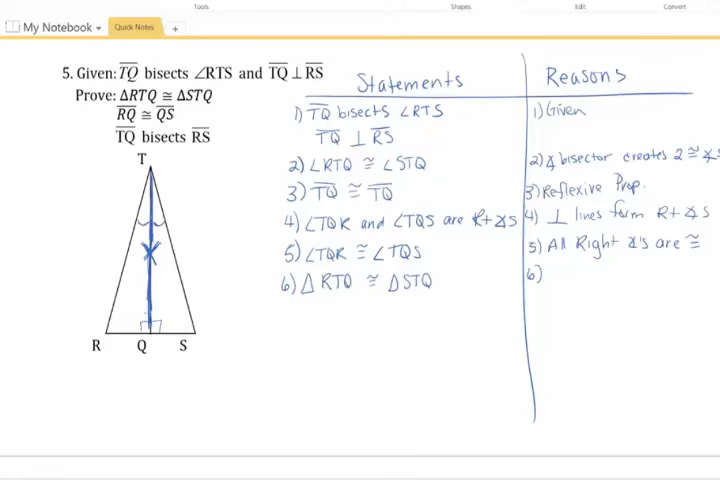 Tools Shapes Edit Convert
My Notebook Quick Notes +
5. Given: TQ bisects ∠RTS and TQ ⊥ RS
Prove: ΔRTQ ≅ ΔSTQ
RQ ≅ QS
TQ bisects RS
T
R Q S
Statements Reasons
1) TQ bisects ∠RTS 1) Given
TQ ⊥ RS
2) ∠RTQ ≅ ∠STQ 2) ∡ bisector creates 2 ≅ ∡s
3) TQ ≅ TQ 3) Reflexive Prop.
4) ∠TQR and ∠TQS are Rt ∡S 4) ⊥ lines form Rt ∡S
5) ∠TQR ≅ ∠TQS 5) All Right ∡'s are ≅
6) Δ RTQ ≅ ΔSTQ 6)